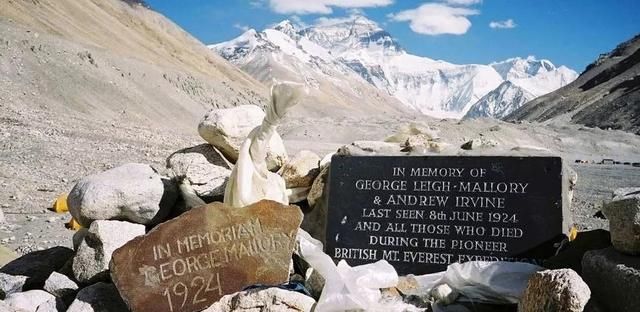 IN MEMORIAM
GEORGE MALLORY
1924
IN MEMORY OF
GEORGE LEIGH-MALLORY
& ANDREW IRVINE
LAST SEEN 8th JUNE 1924
AND ALL THOSE WHO DIED
DURING THE PIONEER
BRITISH MT. EVEREST EXPEDITIONS